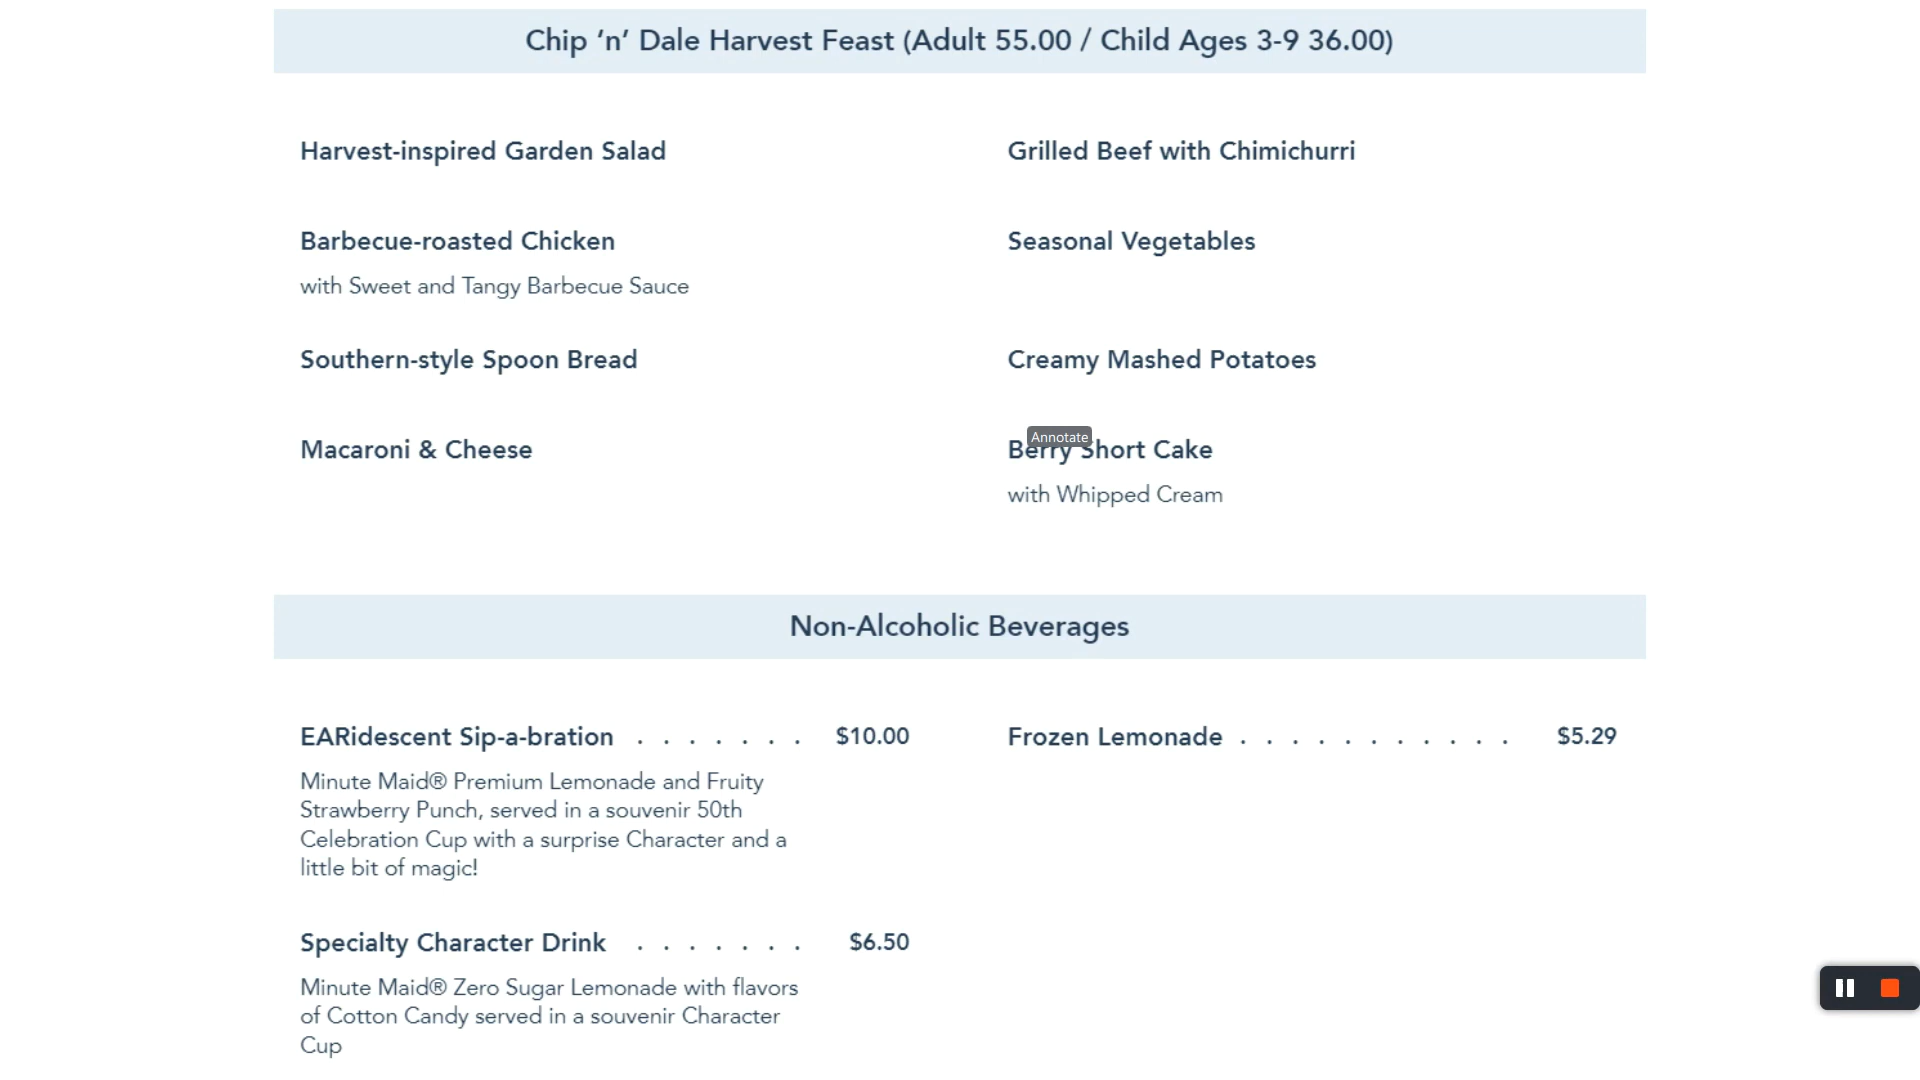 Chip ‘n’ Dale Harvest Feast (Adult 55.00 / Child Ages 3-9 36.00)
Harvest-inspired Garden Salad
Grilled Beef with Chimichurri
Barbecue-roasted Chicken
with Sweet and Tangy Barbecue Sauce
Seasonal Vegetables
Southern-style Spoon Bread
Creamy Mashed Potatoes
Macaroni & Cheese
Annotate
Berry Short Cake
with Whipped Cream
Non-Alcoholic Beverages
EARidescent Sip-a-bration . . . . . . . $10.00
Minute Maid® Premium Lemonade and Fruity
Strawberry Punch, served in a souvenir 50th
Celebration Cup with a surprise Character and a
little bit of magic!
Frozen Lemonade . . . . . . . . . . . $5.29
Specialty Character Drink . . . . . . . $6.50
Minute Maid® Zero Sugar Lemonade with flavors
of Cotton Candy served in a souvenir Character
Cup